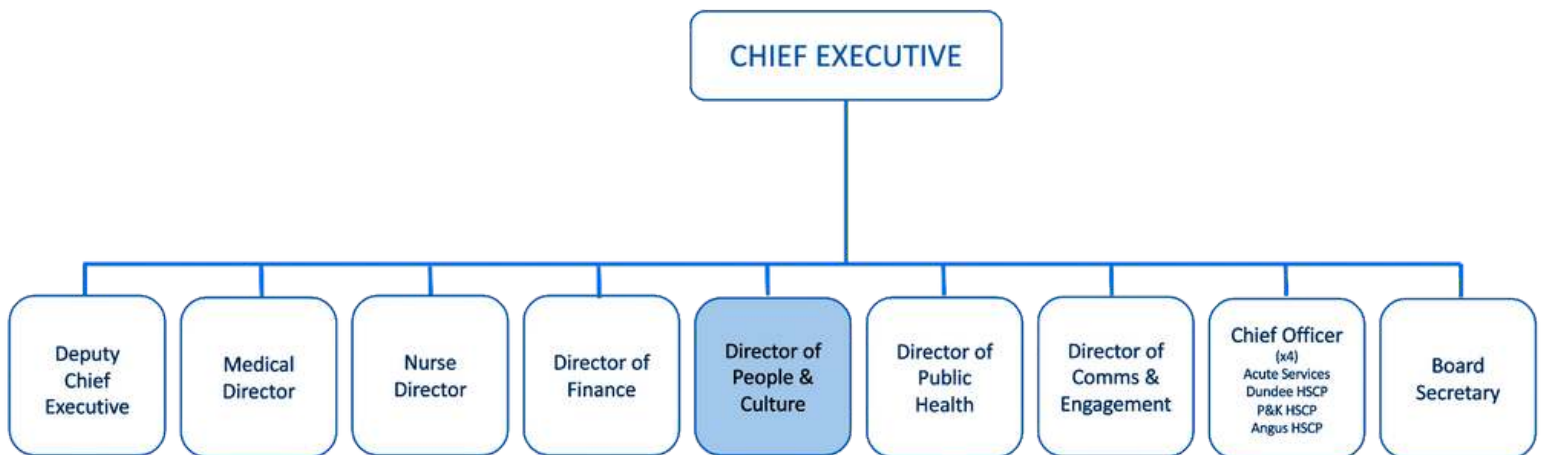 CHIEF EXECUTIVE
Deputy
Chief
Executive
Medical
Director
Nurse
Director
Director of
Finance
Director of
People &
Culture
Director of
Public
Health
Director of
Comms &
Engagement
Chief Officer
(x4)
Acute Services
Dundee HSCP
P&K HSCP
Angus HSCP
Board
Secretary